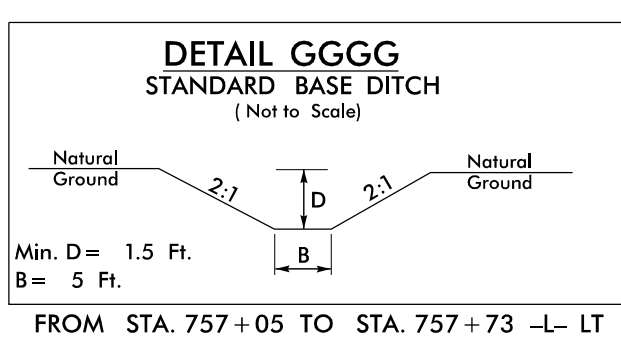 DETAIL GGGG
STANDARD BASE DITCH
( Not to Scale)
Natural
Ground
2:1
D
2:1
Natural
Ground
Min. D= 1.5 Ft.
B
B= 5 Ft.
FROM STA. 757+05 TO STA. 757+73 -L- LT